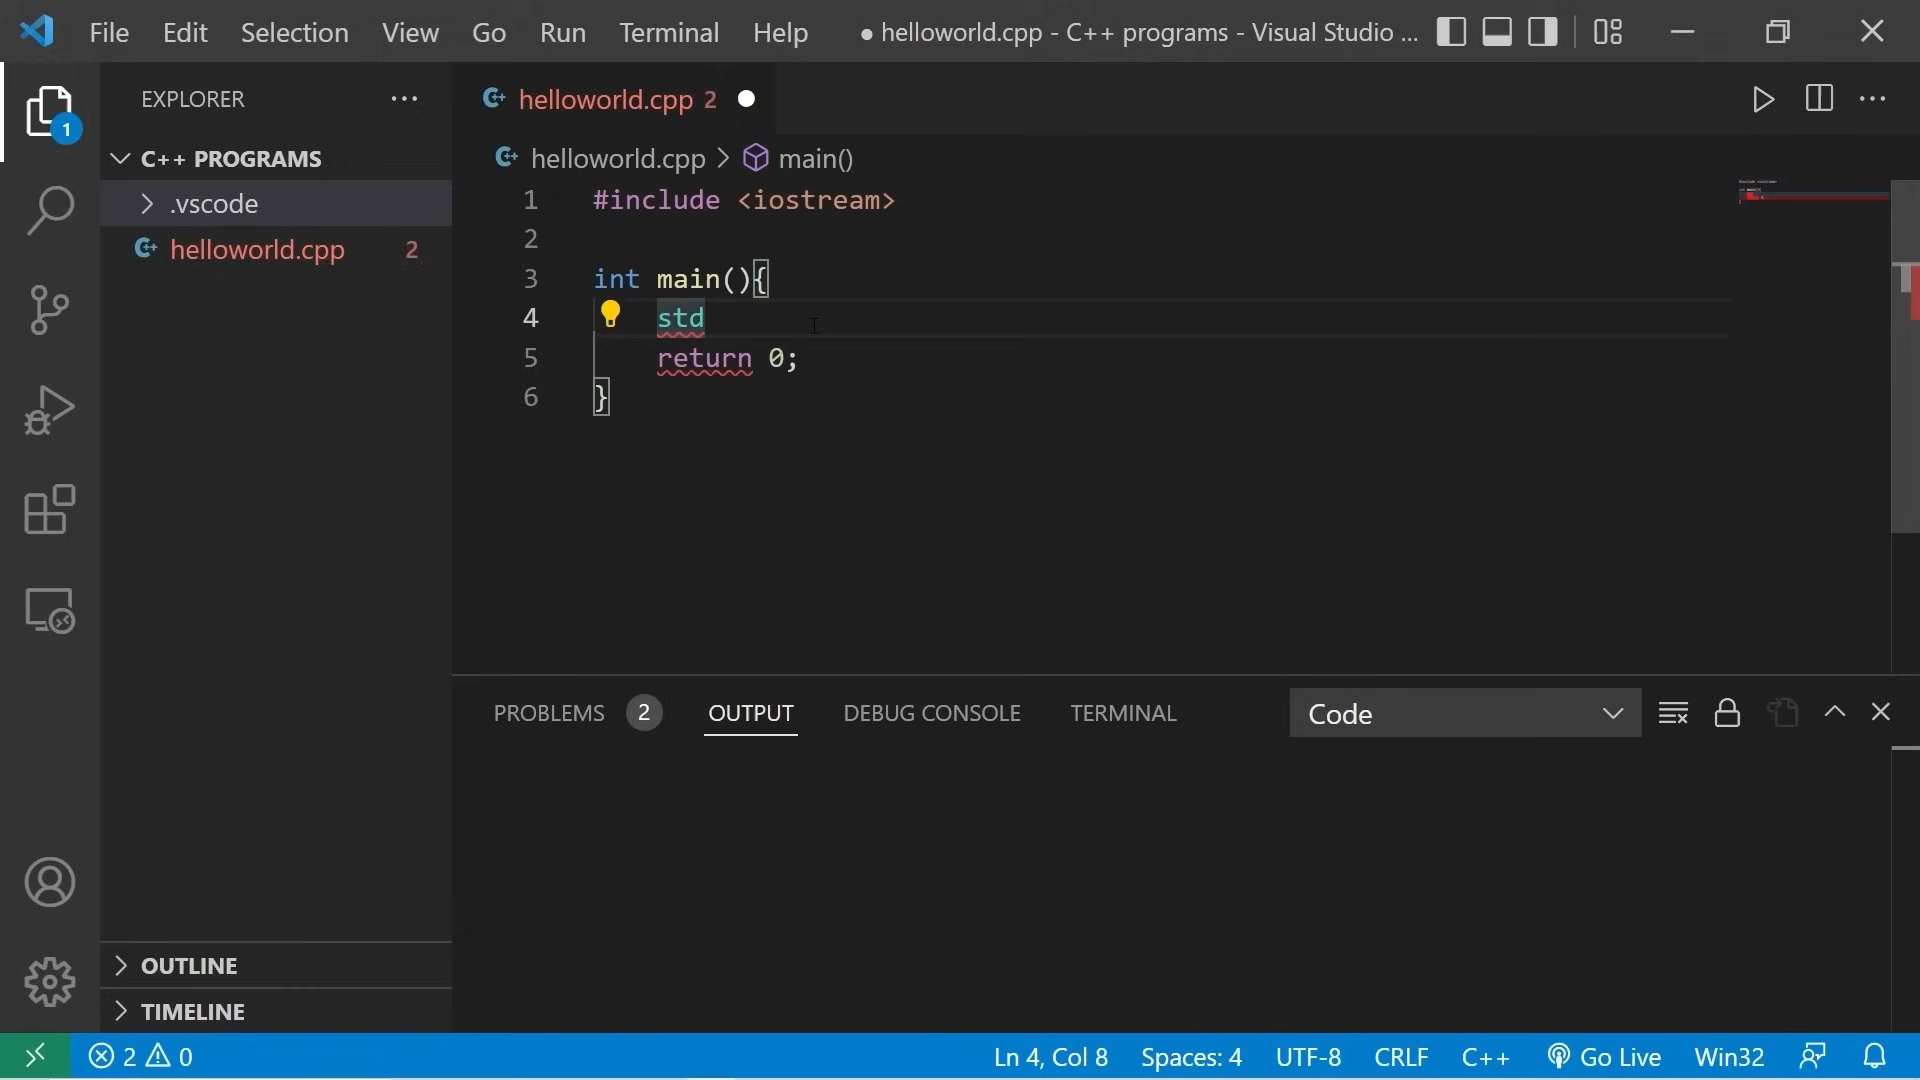 File Edit Selection View Go Run Terminal Help ● helloworld.cpp - C++ programs - Visual Studio ...
EXPLORER
C++ PROGRAMS
.vscode
helloworld.cpp 2
1
OUTLINE
TIMELINE
helloworld.cpp 2
helloworld.cpp > main()
1 #include <iostream>
2
3 int main(){
4 std
5 return 0;
6 }
PROBLEMS 2 OUTPUT DEBUG CONSOLE TERMINAL Code
2 0 Ln 4, Col 8 Spaces: 4 UTF-8 CRLF C++ Go Live Win32